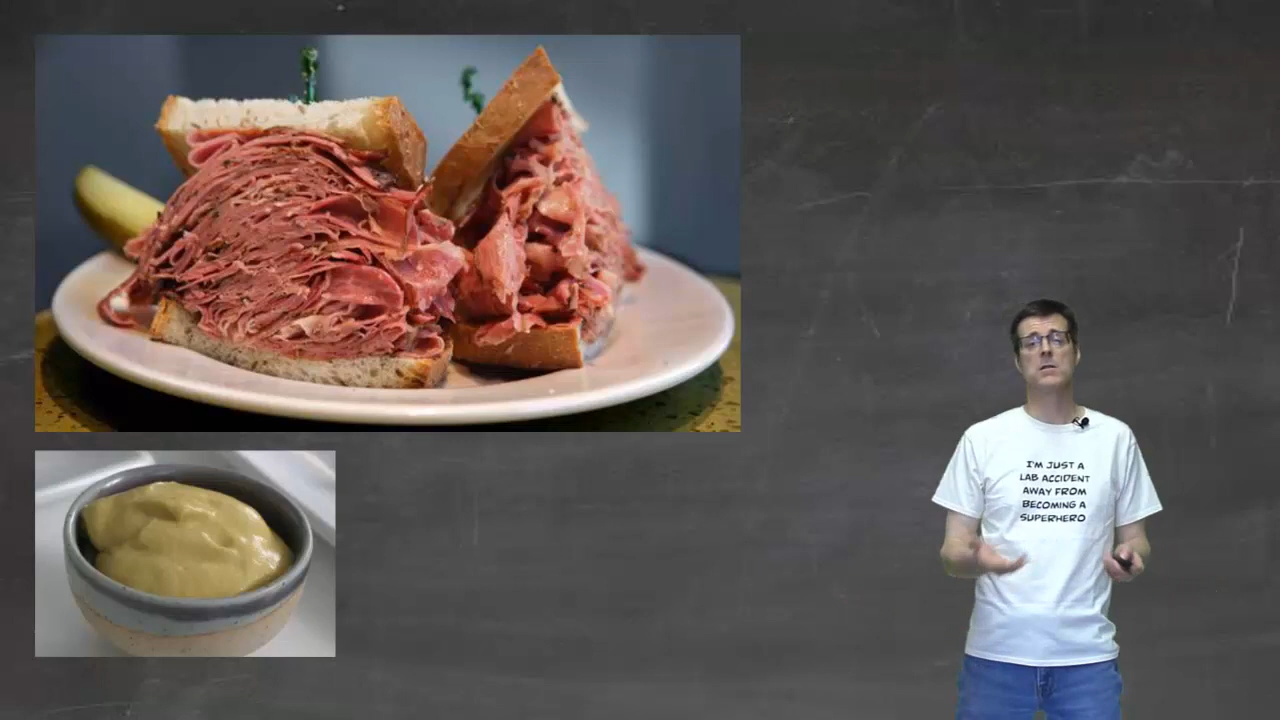 I'M JUST A
LAB ACCIDENT
AWAY FROM
BECOMING A
SUPERHERO